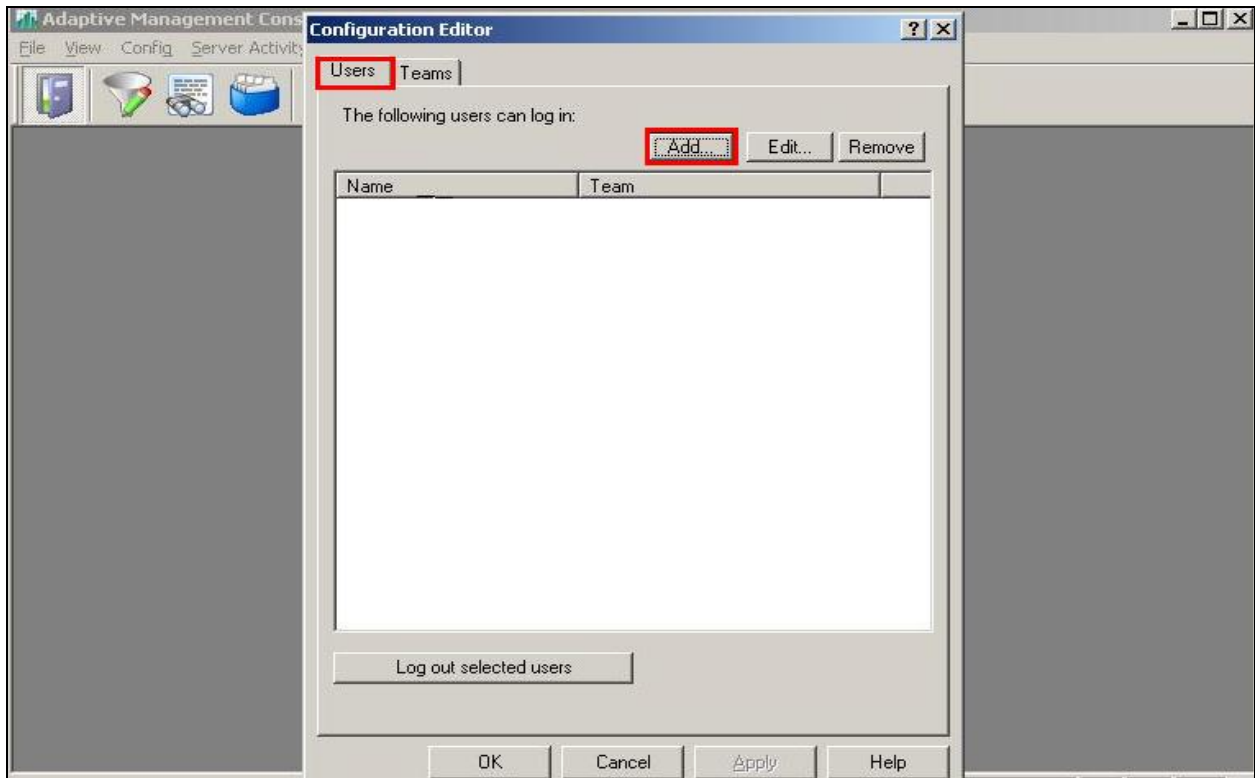 Adaptive Management Cons
Configuration Editor
File View Config Server Activity
Users Teams
The following users can log in:
Add... Edit... Remove
Name Team
Log out selected users
OK Cancel Apply Help